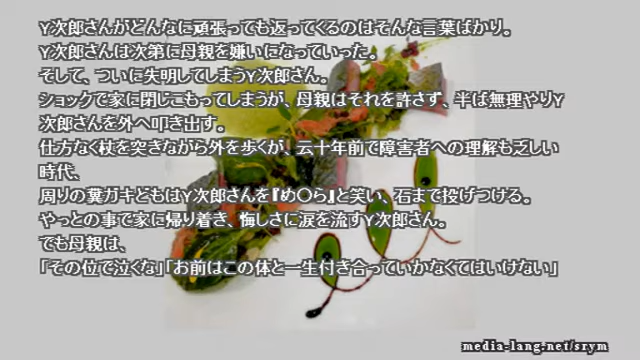 Y次郎さんがどんなに頑張っても返ってくるのはそんな言葉ばかり。
Y次郎さんは次第に母親を嫌いになっていった。
そして、ついに失明してしまうY次郎さん。
ショックで家に閉じこもってしまうが、母親はそれを許さず、半ば無理やりY
次郎さんを外へ叩き出す。
仕方なく杖を突きながら外を歩くが、云十年前で障害者への理解も乏しい
時代、
周りの糞ガキどもはY次郎さんを『め〇ら』と笑い、石まで投げつける。
やっとの事で家に帰り着き、悔しさに涙を流すY次郎さん。
でも母親は、
「その位で泣くな」「お前はこの体と一生付き合っていかなくてはいけない」
media-lang.net/srym